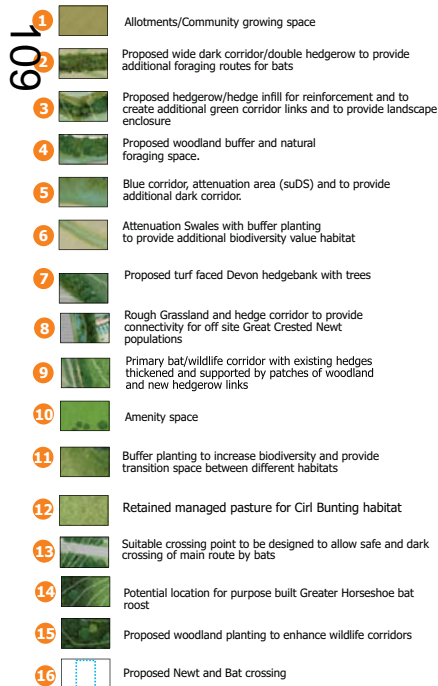 109
1 Allotments/Community growing space
2 Proposed wide dark corridor/double hedgerow to provide
additional foraging routes for bats
3 Proposed hedgerow/hedge infill for reinforcement and to
create additional green corridor links and to provide landscape
enclosure
4 Proposed woodland buffer and natural
foraging space.
5 Blue corridor, attenuation area (suDS) and to provide
additional dark corridor.
6 Attenuation Swales with buffer planting
to provide additional biodiversity value habitat
7 Proposed turf faced Devon hedgebank with trees
8 Rough Grassland and hedge corridor to provide
connectivity for off site Great Crested Newt
populations
9 Primary bat/wildlife corridor with existing hedges
thickened and supported by patches of woodland
and new hedgerow links
10 Amenity space
11 Buffer planting to increase biodiversity and provide
transition space between different habitats
12 Retained managed pasture for Cirl Bunting habitat
13 Suitable crossing point to be designed to allow safe and dark
crossing of main route by bats
14 Potential location for purpose built Greater Horseshoe bat
roost
15 Proposed woodland planting to enhance wildlife corridors
16 Proposed Newt and Bat crossing